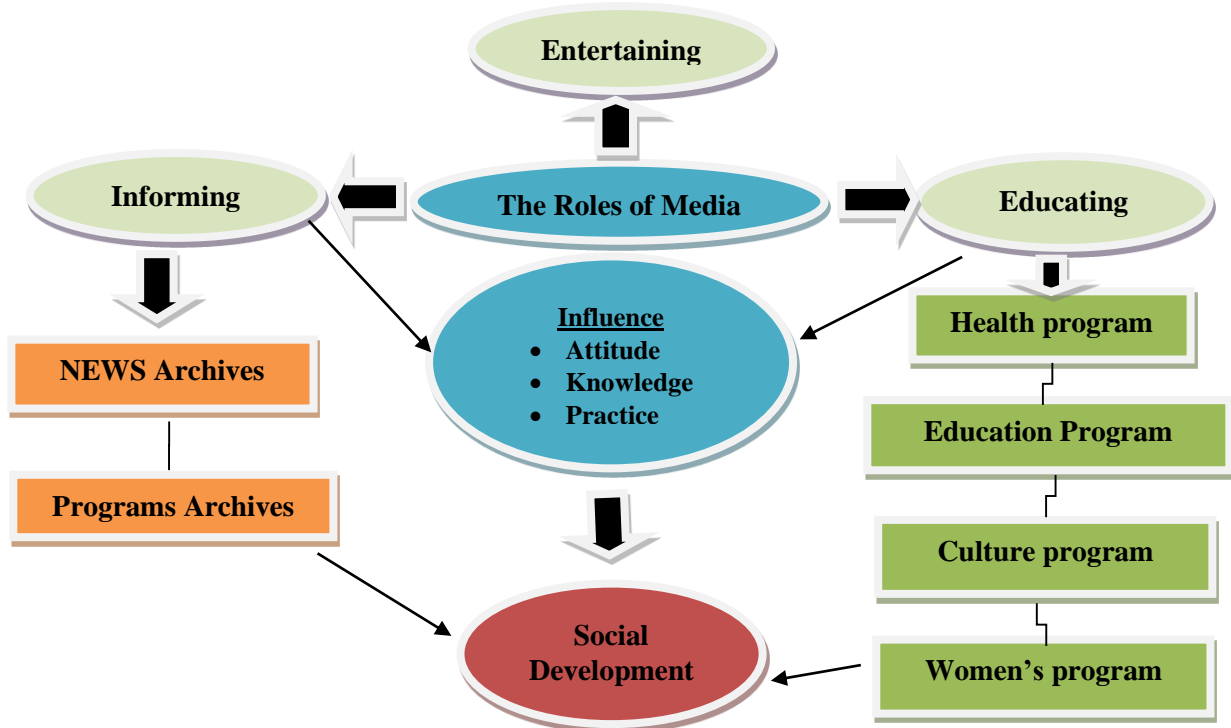 Entertaining
Informing
The Roles of Media
Educating
Influence
• Attitude
• Knowledge
• Practice
Health program
NEWS Archives
Education Program
Programs Archives
Culture program
Social
Development
Women's program